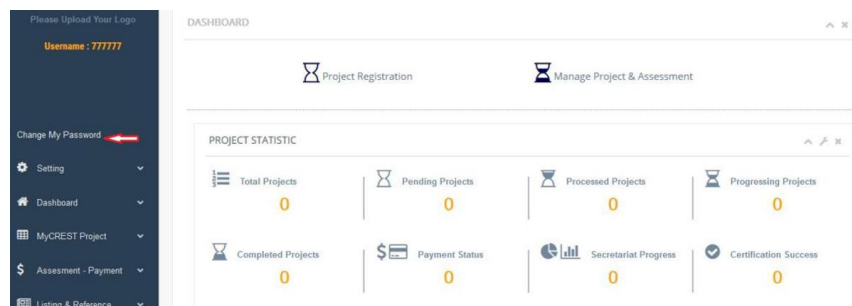 Please Upload Your Logo
Username : 777777
Change My Password
Setting
Dashboard
MyCREST Project
Assesment - Payment
Listing & Reference
DASHBOARD
Project Registration
Manage Project & Assessment
PROJECT STATISTIC
Total Projects
0
Pending Projects
0
Processed Projects
0
Progressing Projects
0
Completed Projects
0
Payment Status
0
Secretariat Progress
0
Certification Success
0